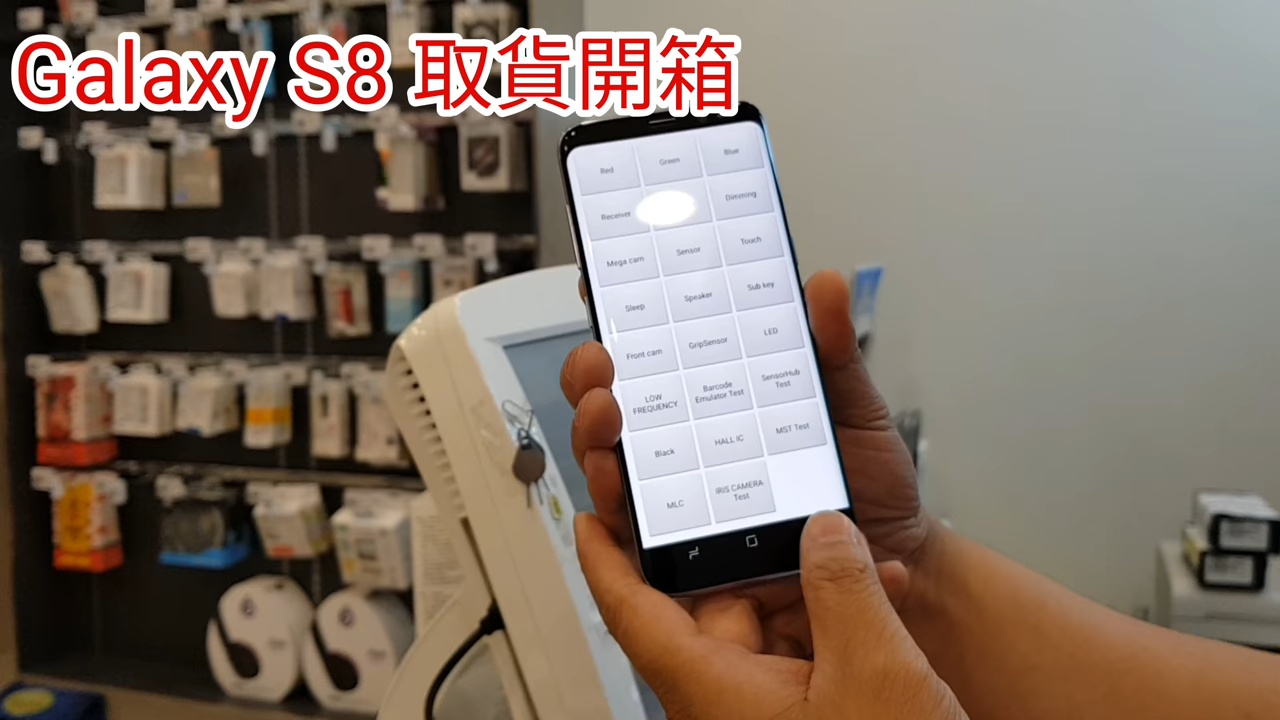 Galaxy S8 取貨開箱
Red Green Blue
Receiver Dimming
Mega cam Sensor Touch
Sleep Speaker Sub key
Front cam GripSensor LED
LOW FREQUENCY Barcode Emulator Test SensorHub Test
Black HALL IC MST Test
MLC IRIS CAMERA Test